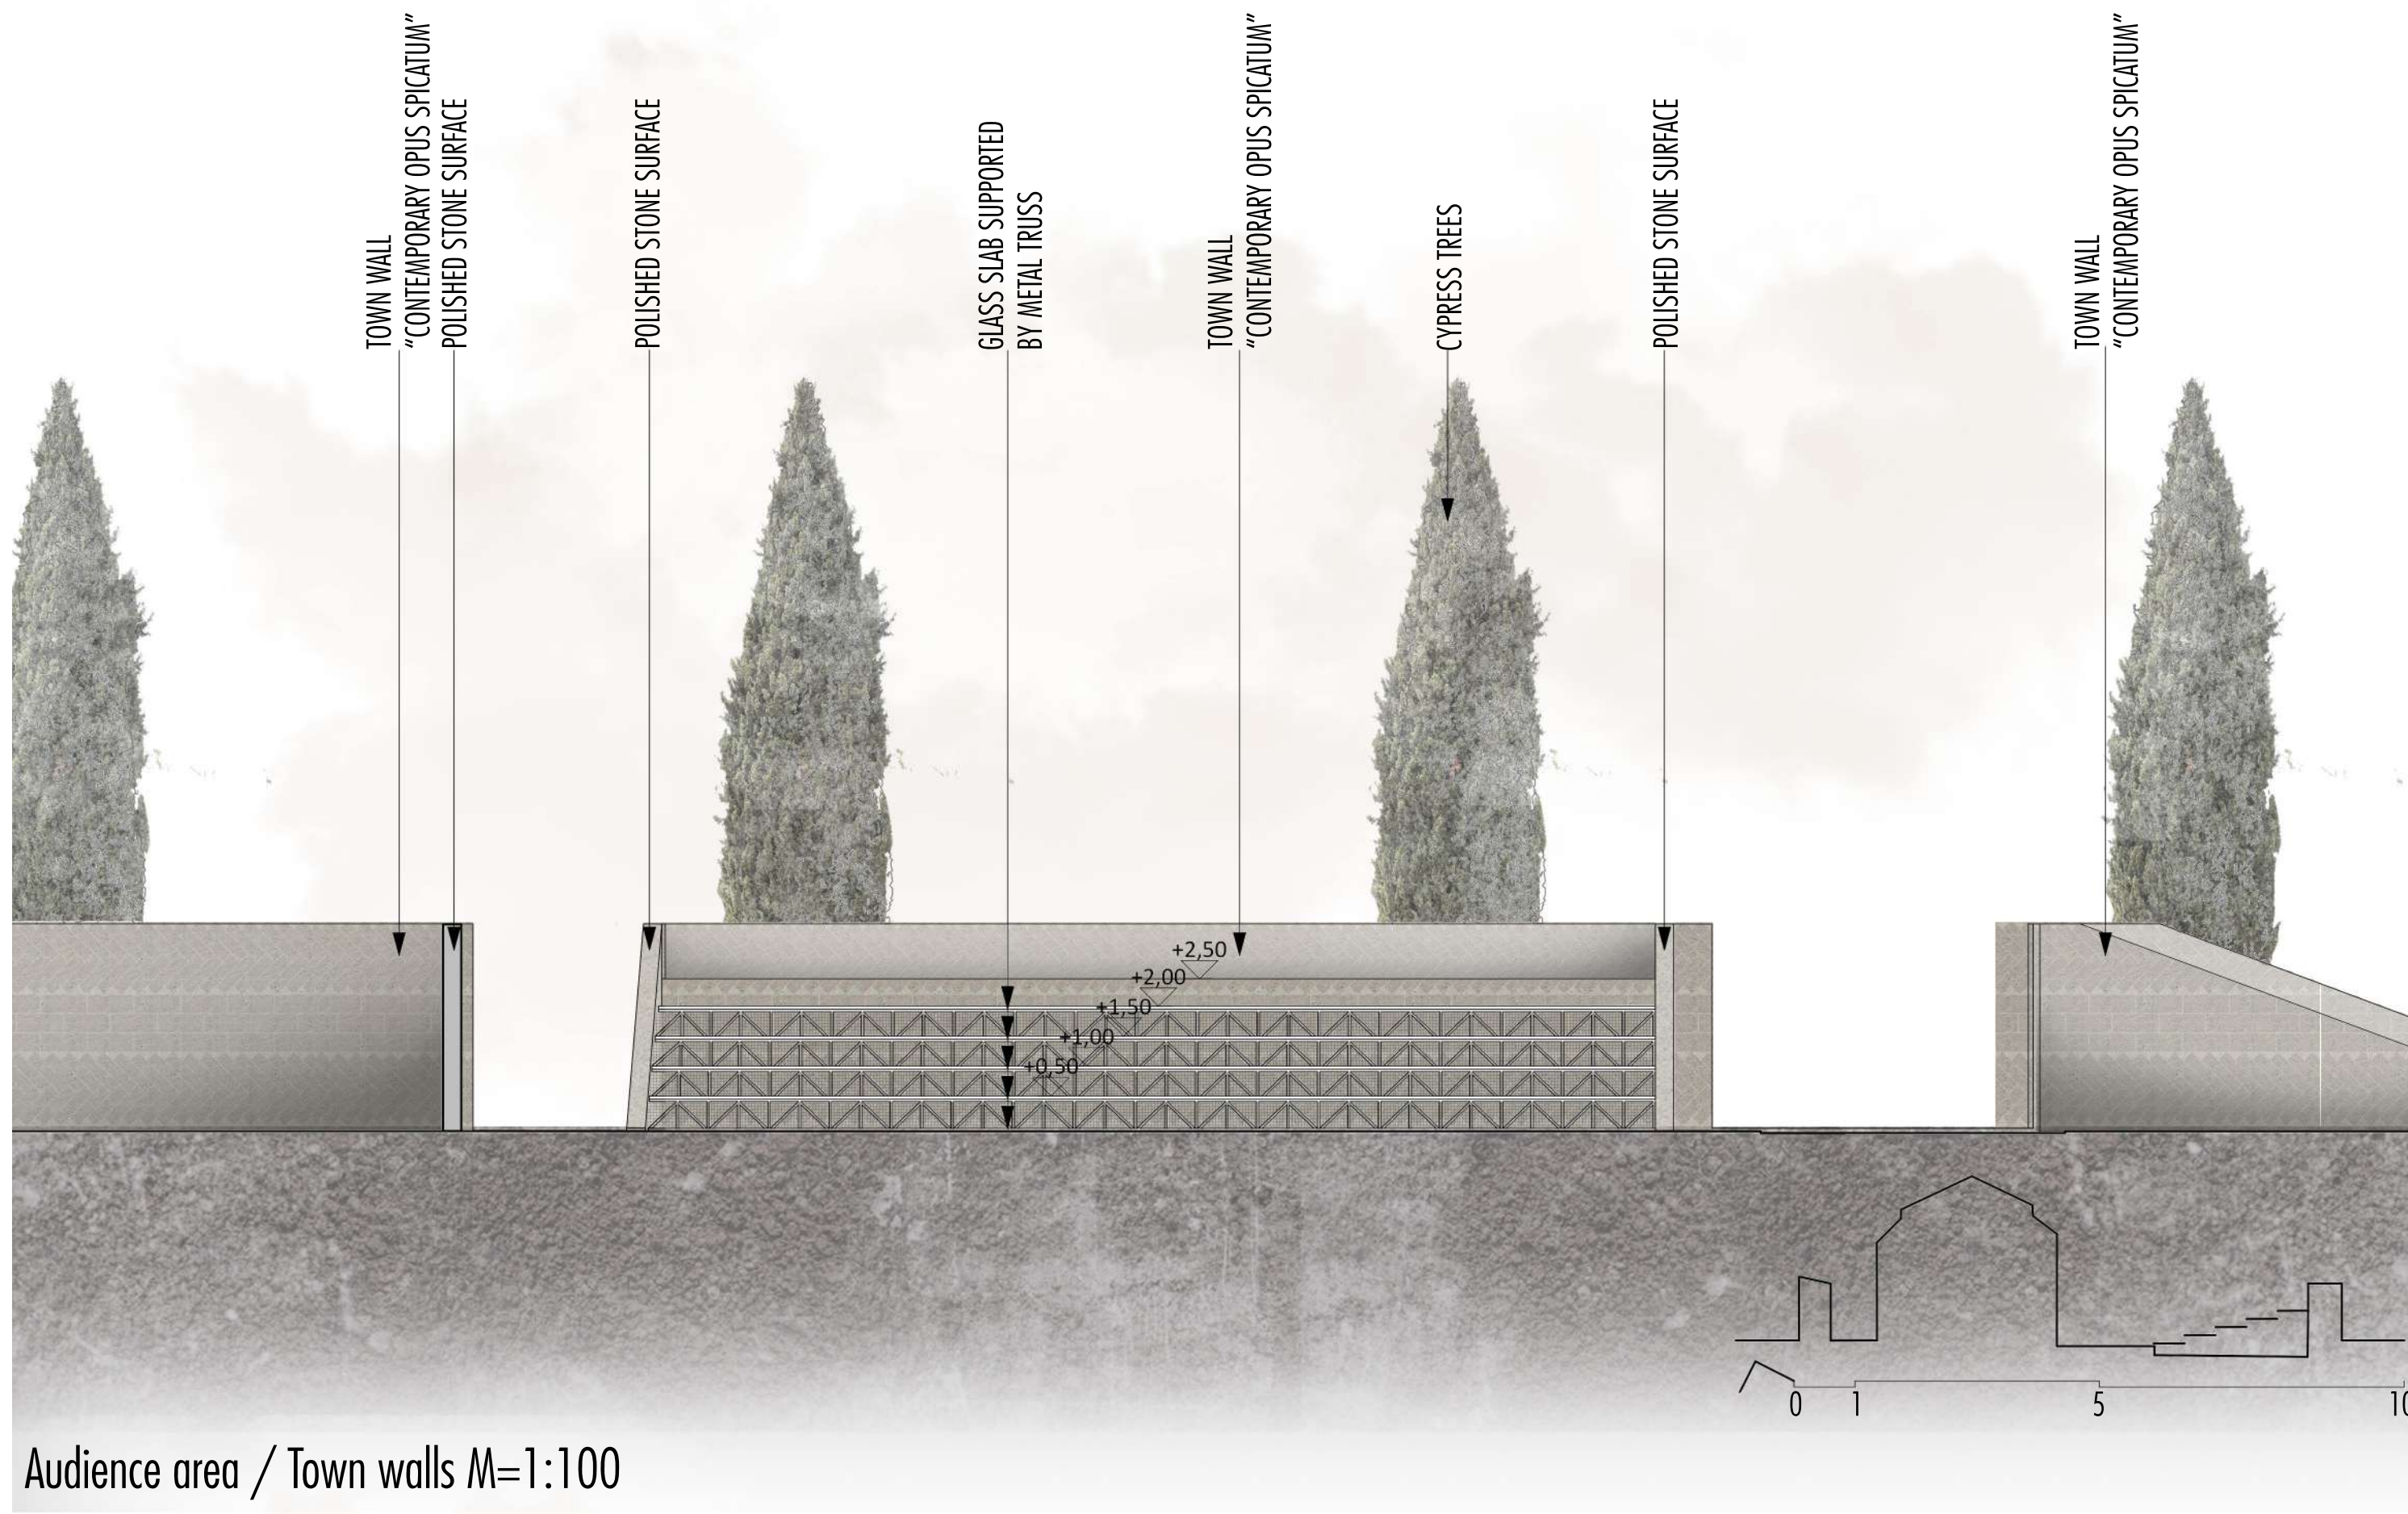 TOWN WALL
“CONTEMPORARY OPUS SPICATUM”
POLISHED STONE SURFACE
POLISHED STONE SURFACE
GLASS SLAB SUPPORTED
BY METAL TRUSS
TOWN WALL
“CONTEMPORARY OPUS SPICATUM”
CYPRESS TREES
POLISHED STONE SURFACE
TOWN WALL
“CONTEMPORARY OPUS SPICATUM”
+2,50
+2,00
+1,50
+1,00
+0,50
0 1 5 10
Audience area / Town walls M=1:100